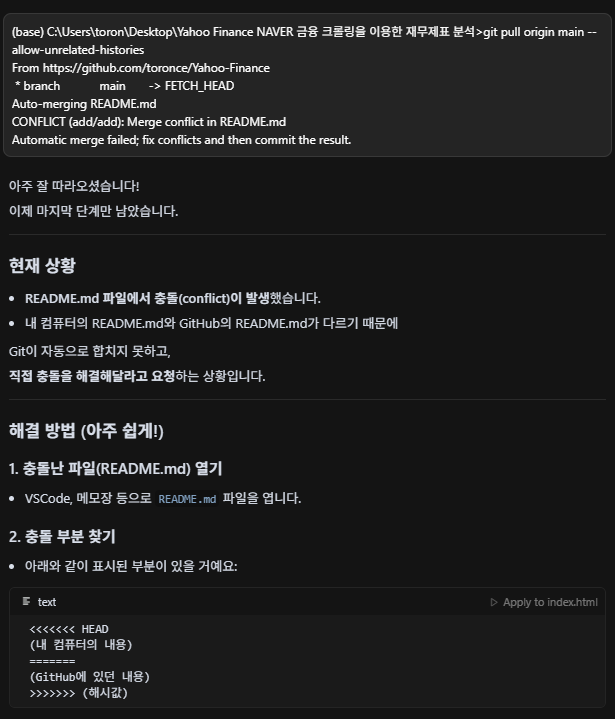 (base) C:\Users\toron\Desktop\Yahoo Finance NAVER 금융 크롤링을 이용한 재무제표 분석>git pull origin main --
allow-unrelated-histories
From https://github.com/toronce/Yahoo-Finance
* branch main -> FETCH_HEAD
Auto-merging README.md
CONFLICT (add/add): Merge conflict in README.md
Automatic merge failed; fix conflicts and then commit the result.
아주 잘 따라오셨습니다!
이제 마지막 단계만 남았습니다.
현재 상황
• README.md 파일에서 충돌(conflict)이 발생했습니다.
• 내 컴퓨터의 README.md와 GitHub의 README.md가 다르기 때문에
Git이 자동으로 합치지 못하고,
직접 충돌을 해결해달라고 요청하는 상황입니다.
해결 방법 (아주 쉽게!)
1. 충돌난 파일(README.md) 열기
• VSCode, 메모장 등으로 README.md 파일을 엽니다.
2. 충돌 부분 찾기
• 아래와 같이 표시된 부분이 있을 거예요:
text ▷ Apply to index.html
<<<<<<< HEAD
(내 컴퓨터의 내용)
=======
(GitHub에 있던 내용)
>>>>>>> (해시값)